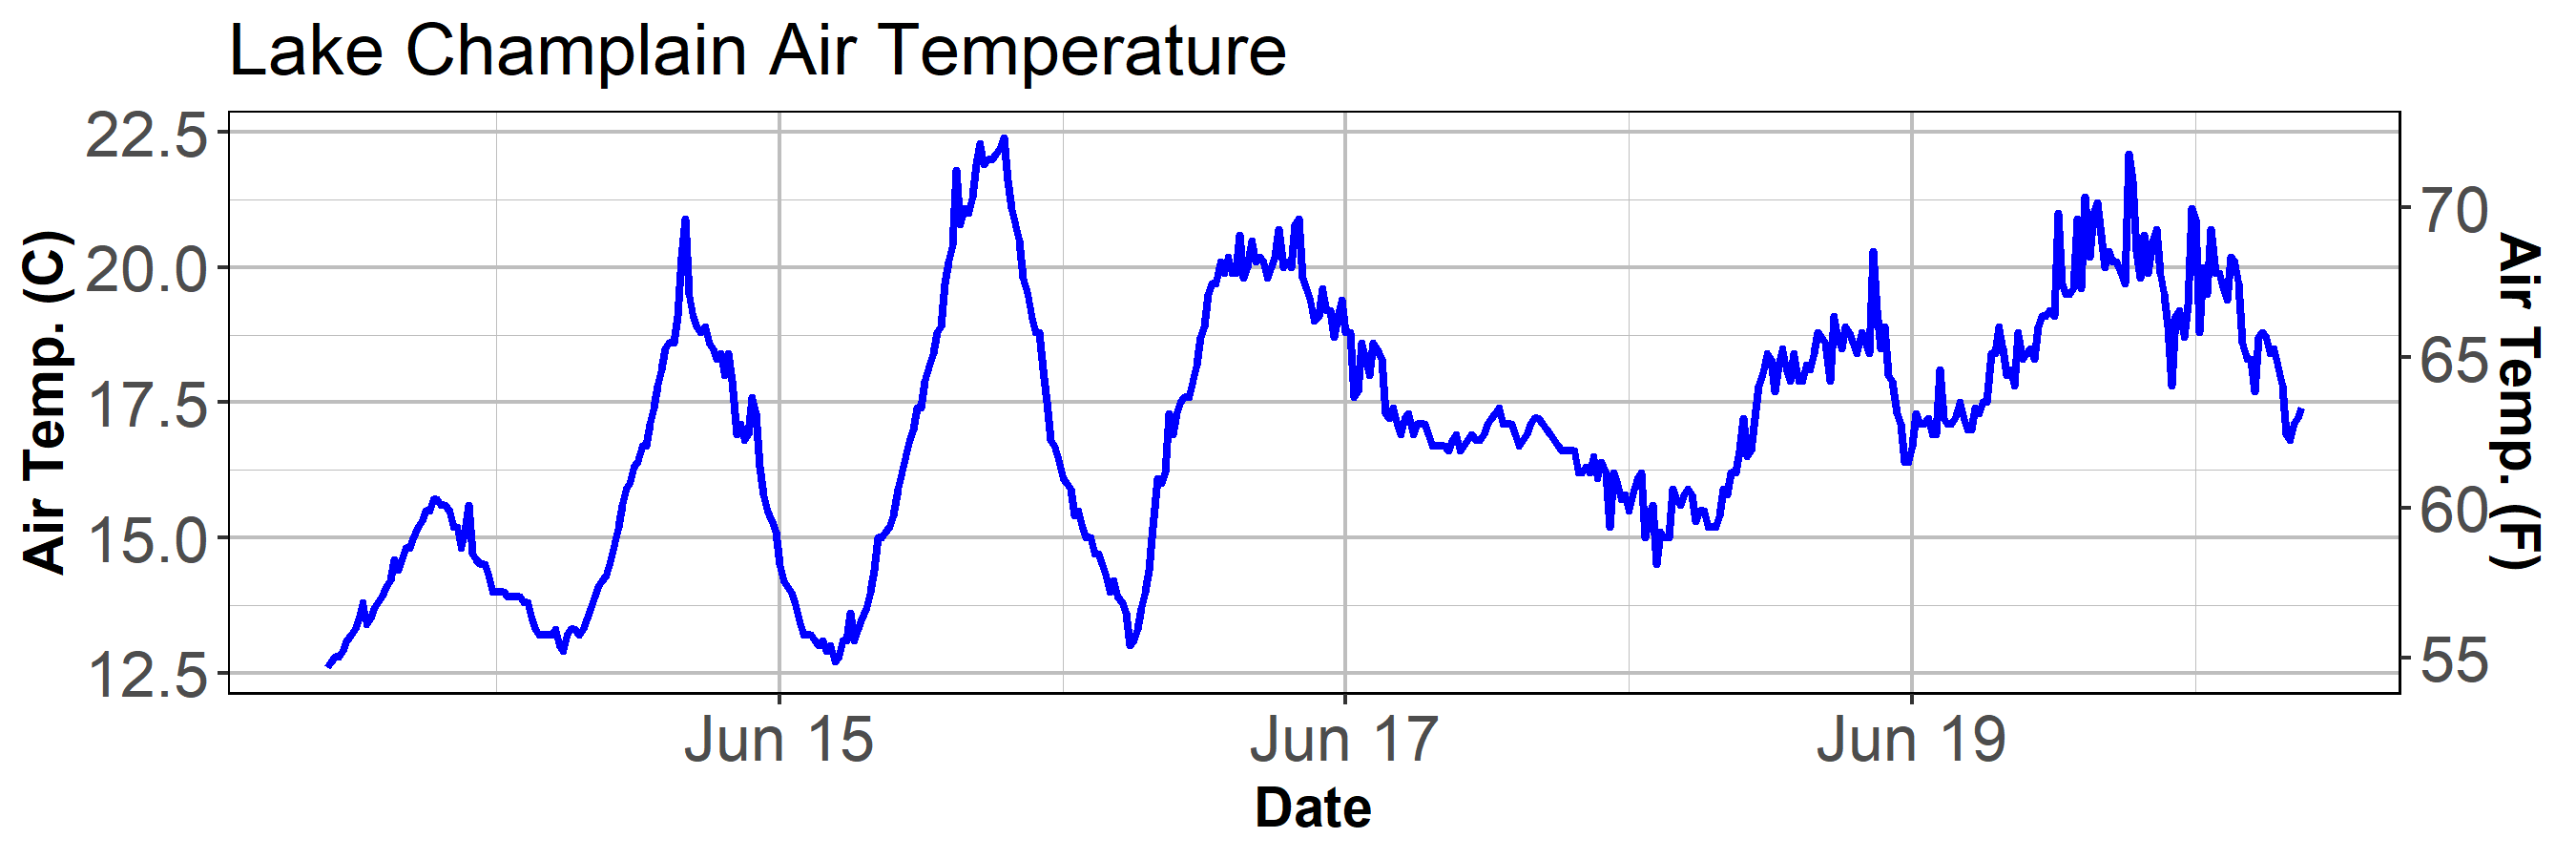 Lake Champlain Air Temperature
Air Temp. (C)
22.5
20.0
17.5
15.0
12.5
70
65
60
55
Air Temp. (F)
Jun 15 Jun 17 Jun 19
Date